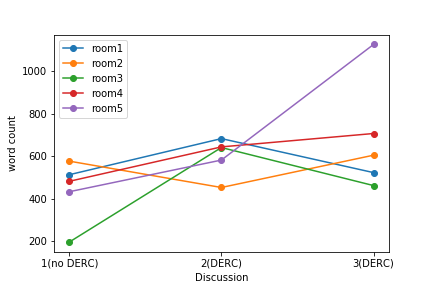 room1
room2
room3
room4
room5
1000
800
600
400
200
word count
1(no DERC) 2(DERC) 3(DERC)
Discussion